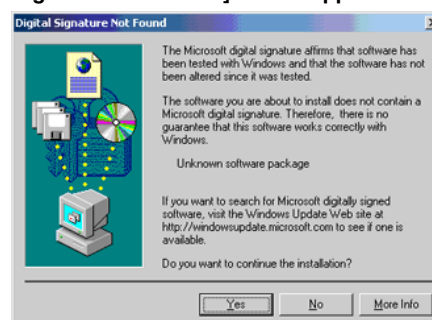 Digital Signature Not Found
The Microsoft digital signature affirms that software has
been tested with Windows and that the software has not
been altered since it was tested.
The software you are about to install does not contain a
Microsoft digital signature. Therefore, there is no
guarantee that this software works correctly with
Windows.
Unknown software package
If you want to search for Microsoft digitally signed
software, visit the Windows Update Web site at
http://windowsupdate.microsoft.com to see if one is
available.
Do you want to continue the installation?
Yes No More Info